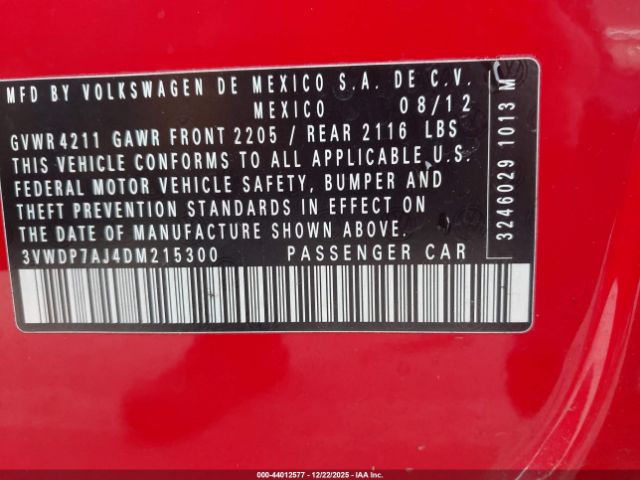 MFD BY VOLKSWAGEN DE MEXICO S.A. DE C.V.
MEXICO 08/12
GVWR 4211 GAWR FRONT 2205 / REAR 2116 LBS
THIS VEHICLE CONFORMS TO ALL APPLICABLE U.S.
FEDERAL MOTOR VEHICLE SAFETY, BUMPER AND
THEFT PREVENTION STANDARDS IN EFFECT ON
THE DATE OF MANUFACTURE SHOWN ABOVE.
3VWDP7AJ4DM215300 PASSENGER CAR
3246029 1013 M
000-44012577 - 12/22/2025 - COPART